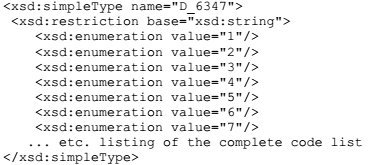 <xsd:simpleType name="D_6347">
<xsd:restriction base="xsd:string">
<xsd:enumeration value="1"/>
<xsd:enumeration value="2"/>
<xsd:enumeration value="3"/>
<xsd:enumeration value="4"/>
<xsd:enumeration value="5"/>
<xsd:enumeration value="6"/>
<xsd:enumeration value="7"/>
... etc. listing of the complete code list
</xsd:simpleType>